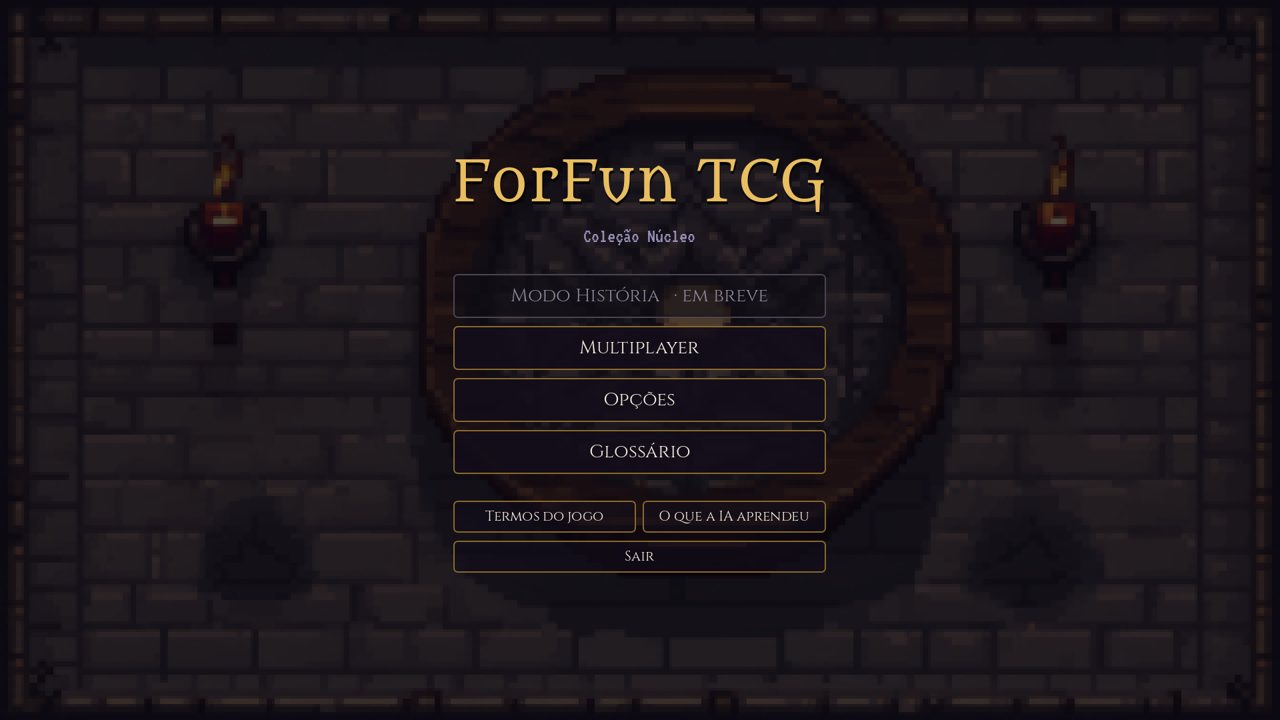 ForFun TCG
Coleção Núcleo
Modo História · em breve
Multiplayer
Opções
Glossário
Termos do jogo
O que a IA aprendeu
Sair